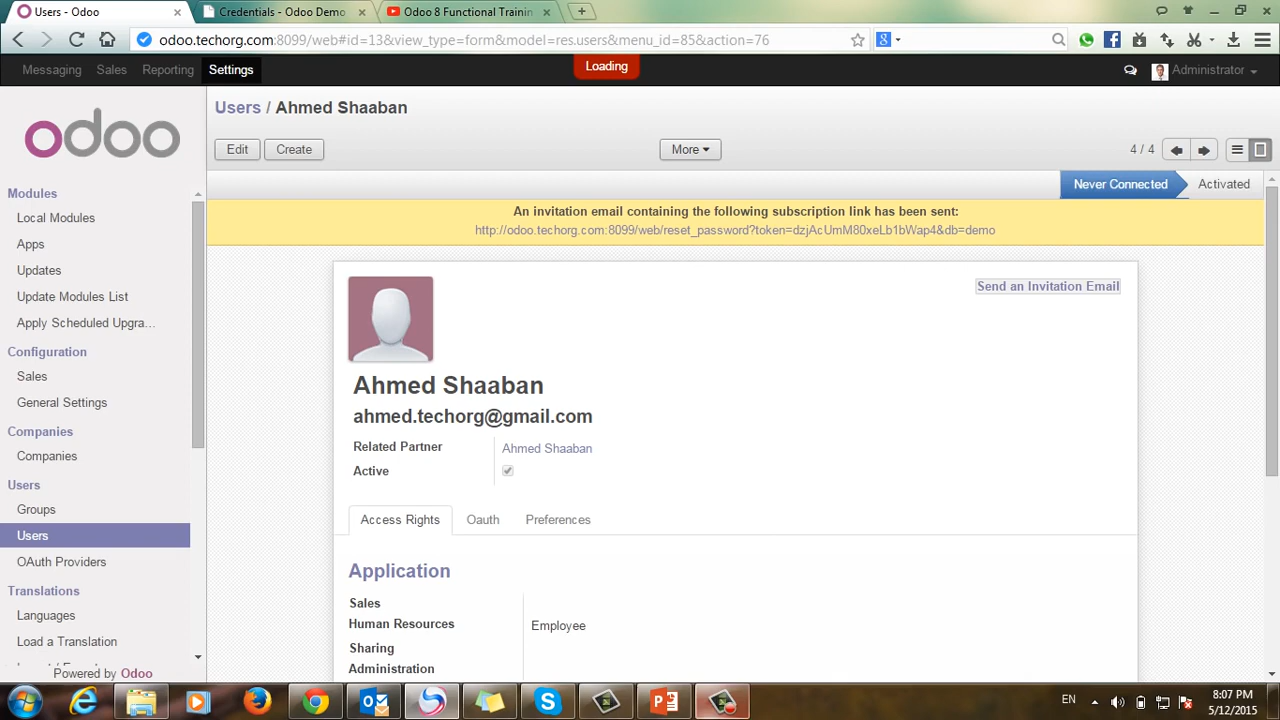 Users - Odoo
Credentials - Odoo Demo
Odoo 8 Functional Trainin
odoo.techorg.com:8099/web#id=13&view_type=form&model=res.users&menu_id=85&action=76
Messaging Sales Reporting Settings
Loading
Administrator
odoo
Users / Ahmed Shaaban
Edit Create More 4 / 4
Never Connected Activated
An invitation email containing the following subscription link has been sent:
http://odoo.techorg.com:8099/web/reset_password?token=dzjAcUmM80xeLb1bWap4&db=demo
Modules
Local Modules
Apps
Updates
Update Modules List
Apply Scheduled Upgra...
Configuration
Sales
General Settings
Companies
Companies
Users
Groups
Users
OAuth Providers
Translations
Languages
Load a Translation
Powered by Odoo
Send an Invitation Email
Ahmed Shaaban
ahmed.techorg@gmail.com
Related Partner Ahmed Shaaban
Active
Access Rights Oauth Preferences
Application
Sales
Human Resources Employee
Sharing
Administration
EN
8:07 PM
5/12/2015